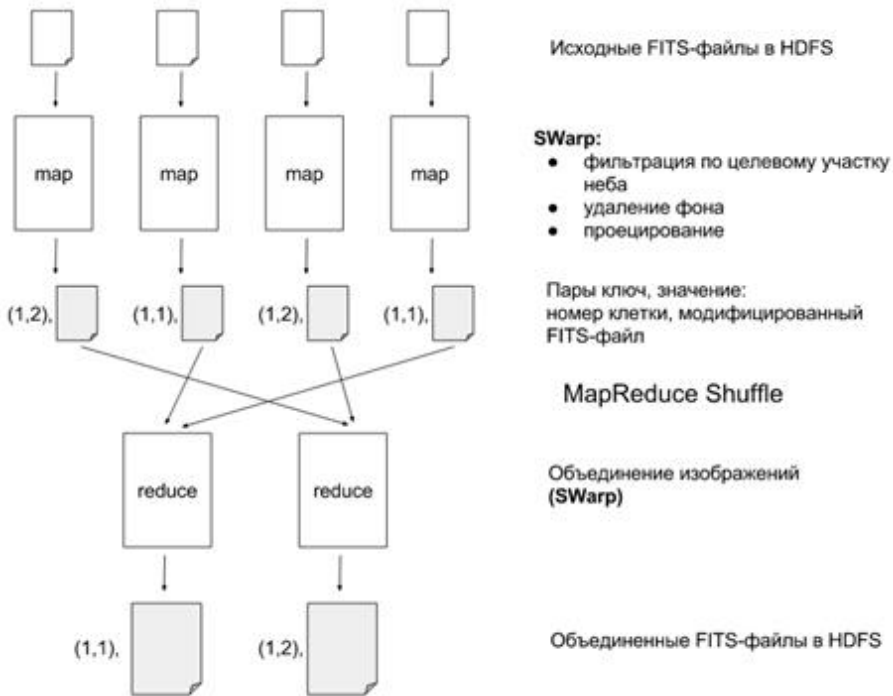 Исходные FITS-файлы в HDFS
map
map
map
map
SWarp:
● фильтрация по целевому участку
неба
● удаление фона
● проецирование
(1,2),
(1,1),
(1,2),
(1,1),
Пары ключ, значение:
номер клетки, модифицированный
FITS-файл
MapReduce Shuffle
reduce
reduce
Объединение изображений
(SWarp)
(1,1),
(1,2),
Объединенные FITS-файлы в HDFS